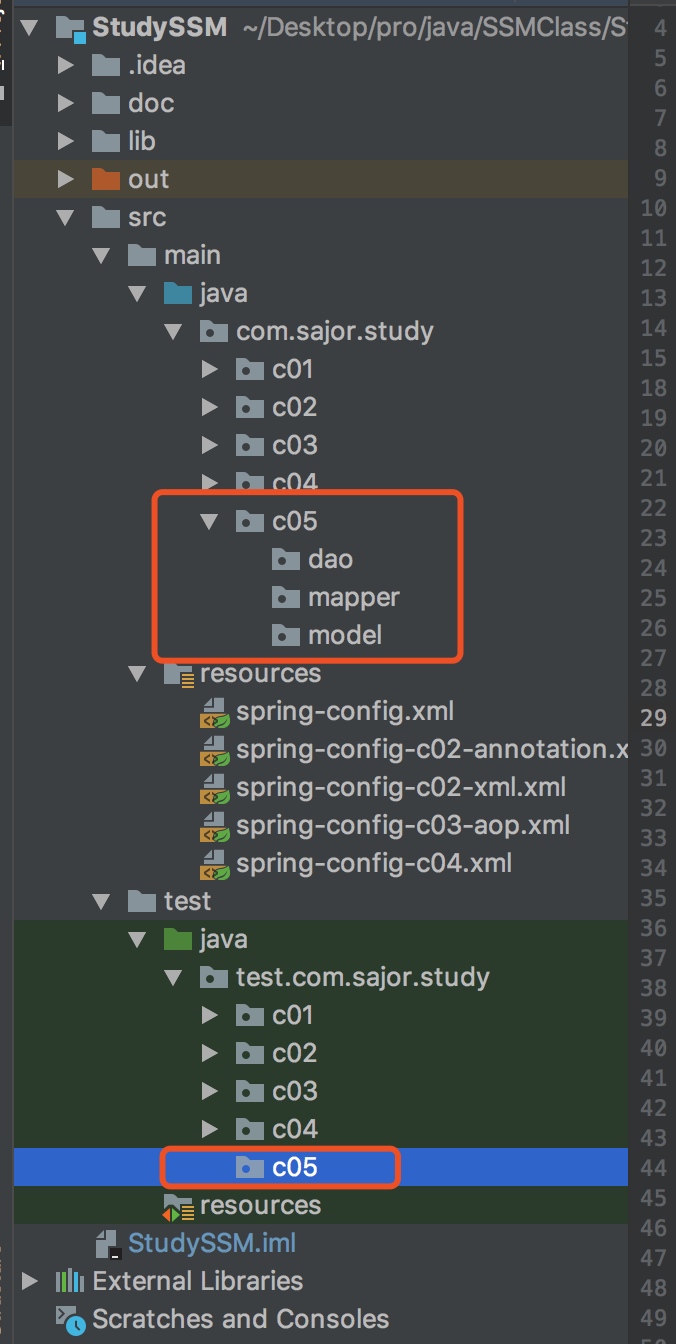 StudySSM ~/Desktop/pro/java/SSMClass/S
.idea
doc
lib
out
src
main
java
com.sajor.study
c01
c02
c03
c04
c05
dao
mapper
model
resources
spring-config.xml
spring-config-c02-annotation.x
spring-config-c02-xml.xml
spring-config-c03-aop.xml
spring-config-c04.xml
test
java
test.com.sajor.study
c01
c02
c03
c04
c05
resources
StudySSM.iml
External Libraries
Scratches and Consoles
4
5
6
7
8
9
10
11
12
13
14
15
18
19
20
21
22
23
24
25
26
27
28
29
30
31
32
33
34
35
36
37
38
39
40
41
42
43
44
45
46
47
48
49